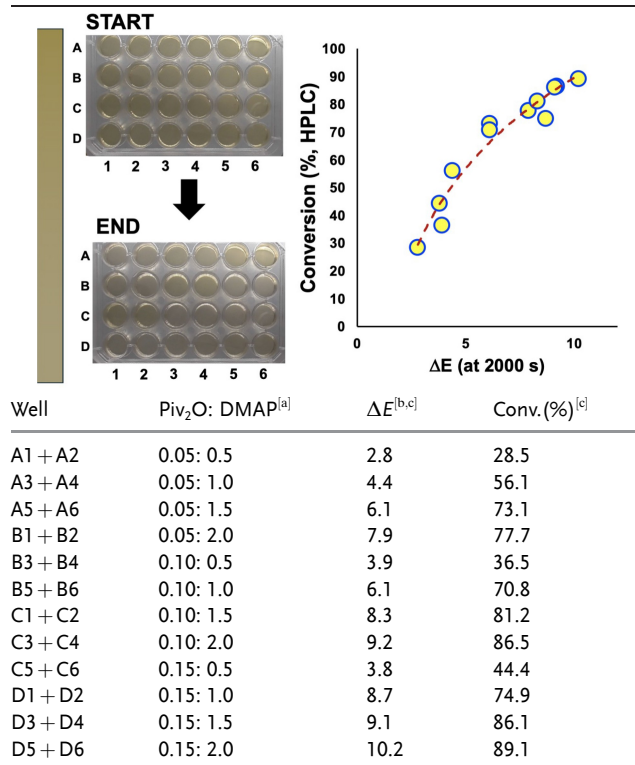 START
A
B
C
D
1 2 3 4 5 6
END
A
B
C
D
1 2 3 4 5 6
Conversion (%, HPLC)
100
90
80
70
60
50
40
30
20
10
0
0 5 10
ΔE (at 2000 s)
Well Piv₂O: DMAP[a] ΔE[b,c] Conv.(%)[c]
A1 + A2 0.05: 0.5 2.8 28.5
A3 + A4 0.05: 1.0 4.4 56.1
A5 + A6 0.05: 1.5 6.1 73.1
B1 + B2 0.05: 2.0 7.9 77.7
B3 + B4 0.10: 0.5 3.9 36.5
B5 + B6 0.10: 1.0 6.1 70.8
C1 + C2 0.10: 1.5 8.3 81.2
C3 + C4 0.10: 2.0 9.2 86.5
C5 + C6 0.15: 0.5 3.8 44.4
D1 + D2 0.15: 1.0 8.7 74.9
D3 + D4 0.15: 1.5 9.1 86.1
D5 + D6 0.15: 2.0 10.2 89.1